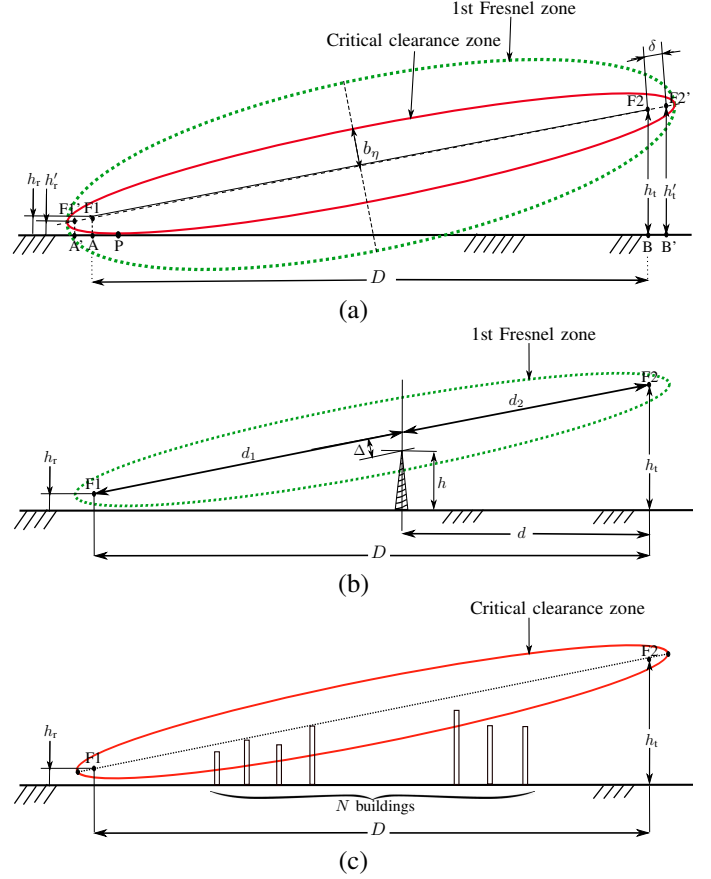 1st Fresnel zone
Critical clearance zone
δ
F2 F2’
b_η
h_r h′_r
F1’ F1
h_t h′_t
A’ A P B B’
D
(a)
1st Fresnel zone
F2
d_2
d_1 Δ
h_r
h h_t
F1
d
D
(b)
Critical clearance zone
F2
h_r
F1
h_t
N buildings
D
(c)